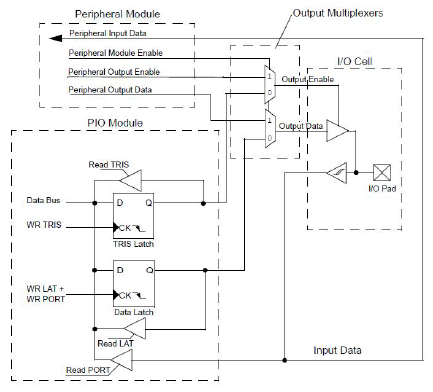 Peripheral Module
Output Multiplexers
Peripheral Input Data
Peripheral Module Enable
Peripheral Output Enable
Peripheral Output Data
I/O Cell
1
0
Output Enable
1
0
Output Data
I/O Pad
PIO Module
Read TRIS
Data Bus
D Q
WR TRIS
CK
TRIS Latch
D Q
WR LAT +
WR PORT
CK
Data Latch
Read LAT
Read PORT
Input Data